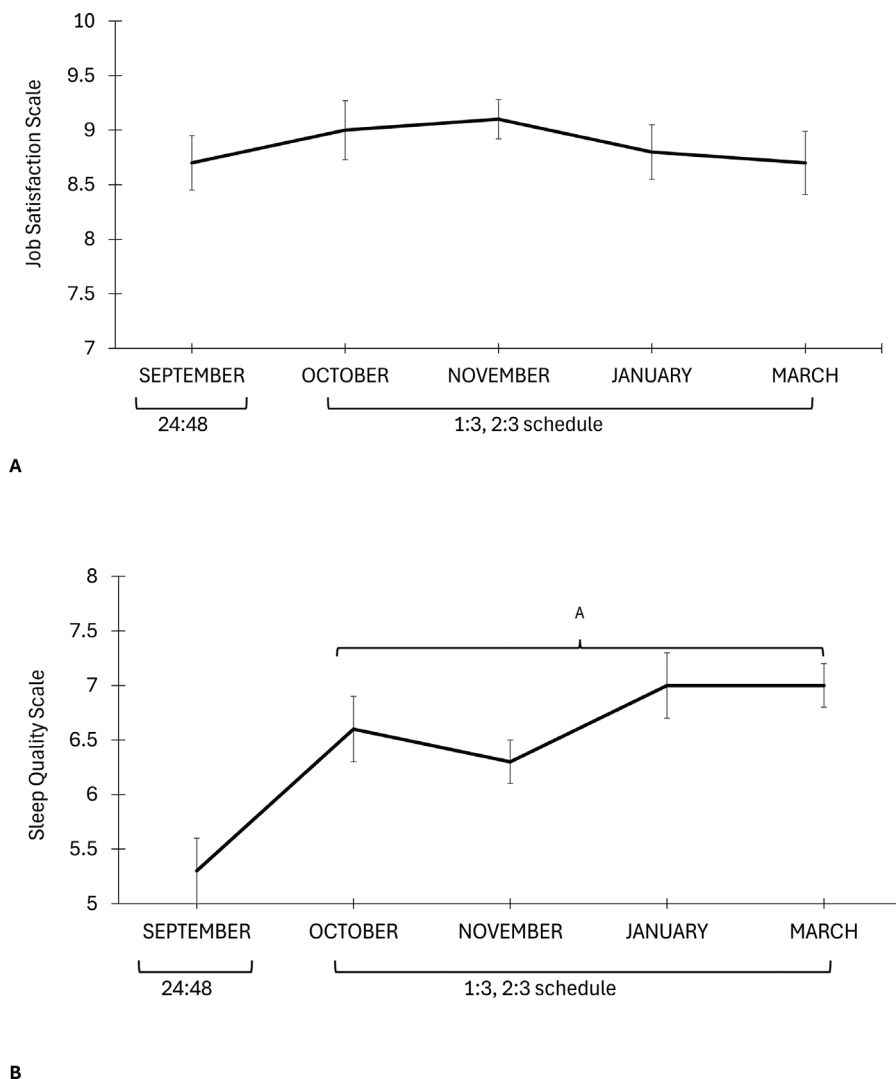 10
9.5
9
8.5
8
7.5
7
Job Satisfaction Scale
SEPTEMBER OCTOBER NOVEMBER JANUARY MARCH
24:48 1:3, 2:3 schedule
A
8
7.5
7
6.5
6
5.5
5
Sleep Quality Scale
A
SEPTEMBER OCTOBER NOVEMBER JANUARY MARCH
24:48 1:3, 2:3 schedule
B